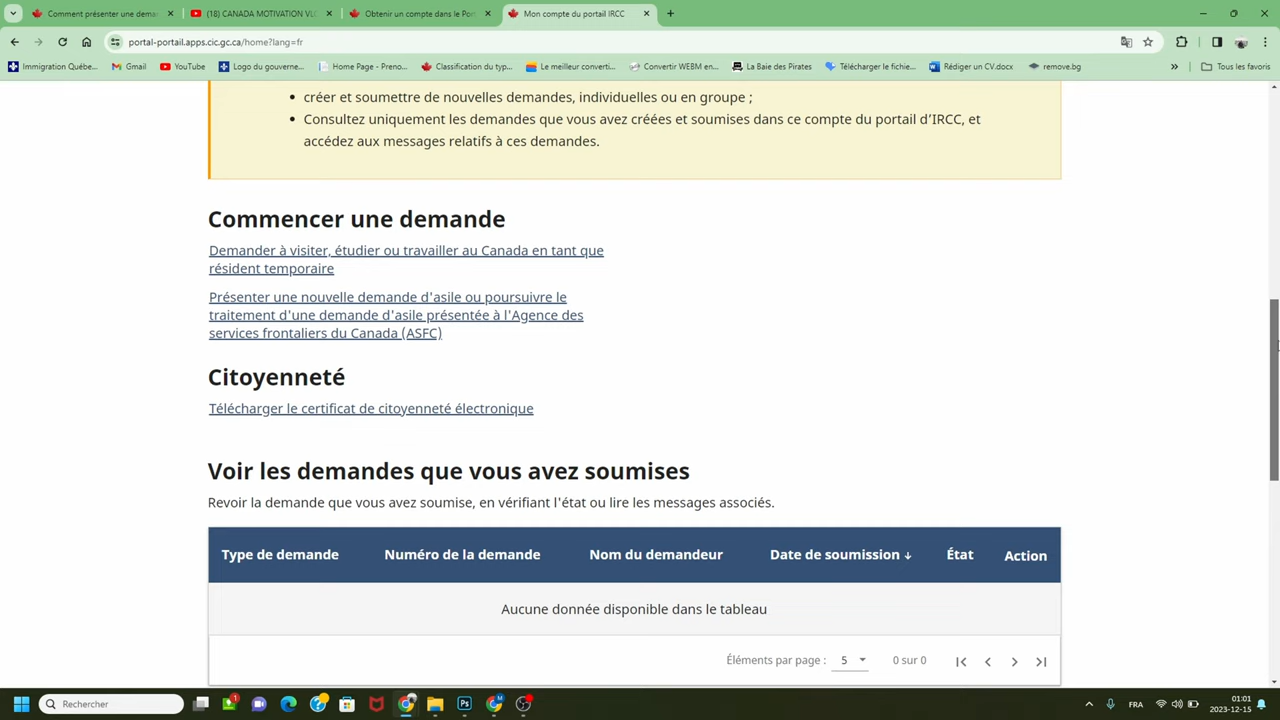 Comment présenter une dema
(18) CANADA MOTIVATION VLO
Obtenir un compte dans le Por
Mon compte du portail IRCC
portal-portail.apps.cic.gc.ca/home?lang=fr
Immigration Québe...
Gmail
YouTube
Logo du gouverne...
Home Page - Preno...
Classification du typ...
Le meilleur converti...
Convertir WEBM en...
La Baie des Pirates
Télécharger le fichie...
Rédiger un CV.docx
remove.bg
Tous les favoris
créer et soumettre de nouvelles demandes, individuelles ou en groupe ;
Consultez uniquement les demandes que vous avez créées et soumises dans ce compte du portail d’IRCC, et
accédez aux messages relatifs à ces demandes.
Commencer une demande
Demander à visiter, étudier ou travailler au Canada en tant que
résident temporaire
Présenter une nouvelle demande d'asile ou poursuivre le
traitement d'une demande d'asile présentée à l'Agence des
services frontaliers du Canada (ASFC)
Citoyenneté
Télécharger le certificat de citoyenneté électronique
Voir les demandes que vous avez soumises
Revoir la demande que vous avez soumise, en vérifiant l'état ou lire les messages associés.
Type de demande Numéro de la demande Nom du demandeur Date de soumission ↓ État Action
Aucune donnée disponible dans le tableau
Éléments par page : 5 0 sur 0
Rechercher
FRA
01:01
2023-12-15